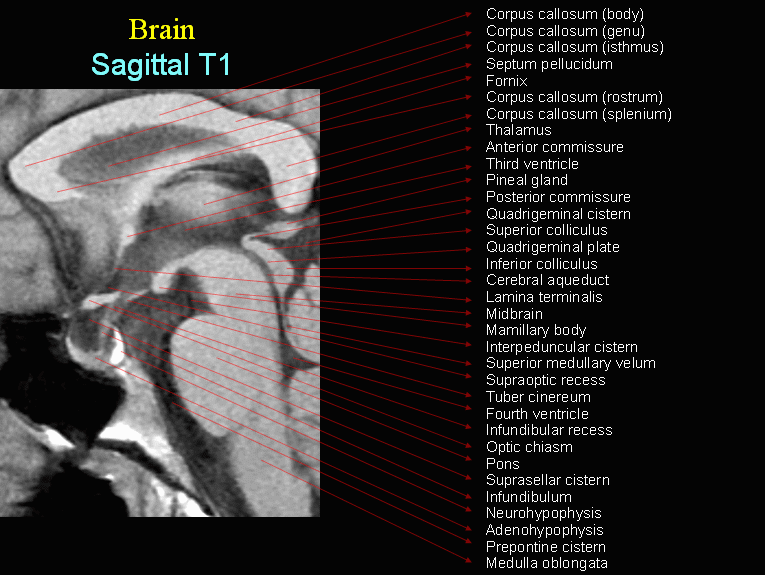 Brain
Sagittal T1
Corpus callosum (body)
Corpus callosum (genu)
Corpus callosum (isthmus)
Septum pellucidum
Fornix
Corpus callosum (rostrum)
Corpus callosum (splenium)
Thalamus
Anterior commissure
Third ventricle
Pineal gland
Posterior commissure
Quadrigeminal cistern
Superior colliculus
Quadrigeminal plate
Inferior colliculus
Cerebral aqueduct
Lamina terminalis
Midbrain
Mamillary body
Interpeduncular cistern
Superior medullary velum
Supraoptic recess
Tuber cinereum
Fourth ventricle
Infundibular recess
Optic chiasm
Pons
Suprasellar cistern
Infundibulum
Neurohypophysis
Adenohypophysis
Prepontine cistern
Medulla oblongata